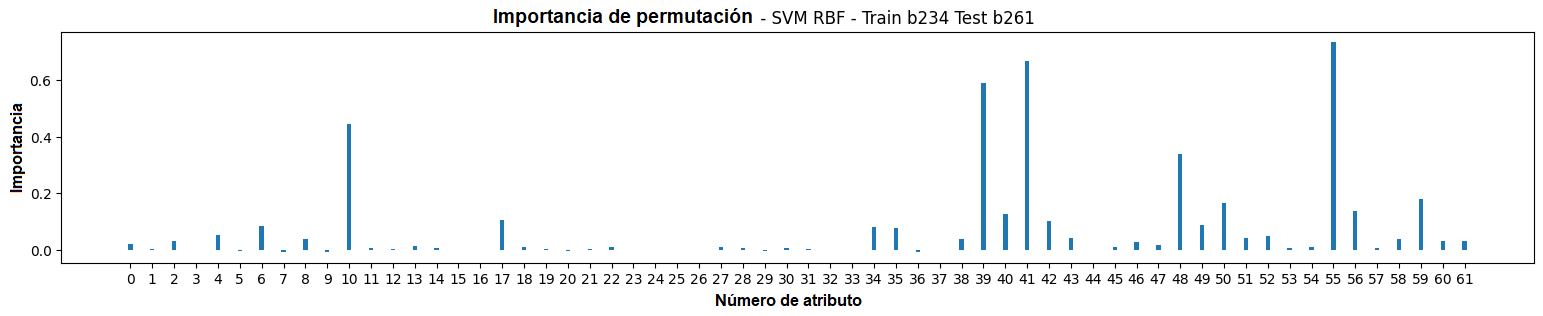 Importancia de permutación - SVM RBF - Train b234 Test b261
Importancia
0.6
0.4
0.2
0.0
0 1 2 3 4 5 6 7 8 9 10 11 12 13 14 15 16 17 18 19 20 21 22 23 24 25 26 27 28 29 30 31 32 33 34 35 36 37 38 39 40 41 42 43 44 45 46 47 48 49 50 51 52 53 54 55 56 57 58 59 60 61
Número de atributo